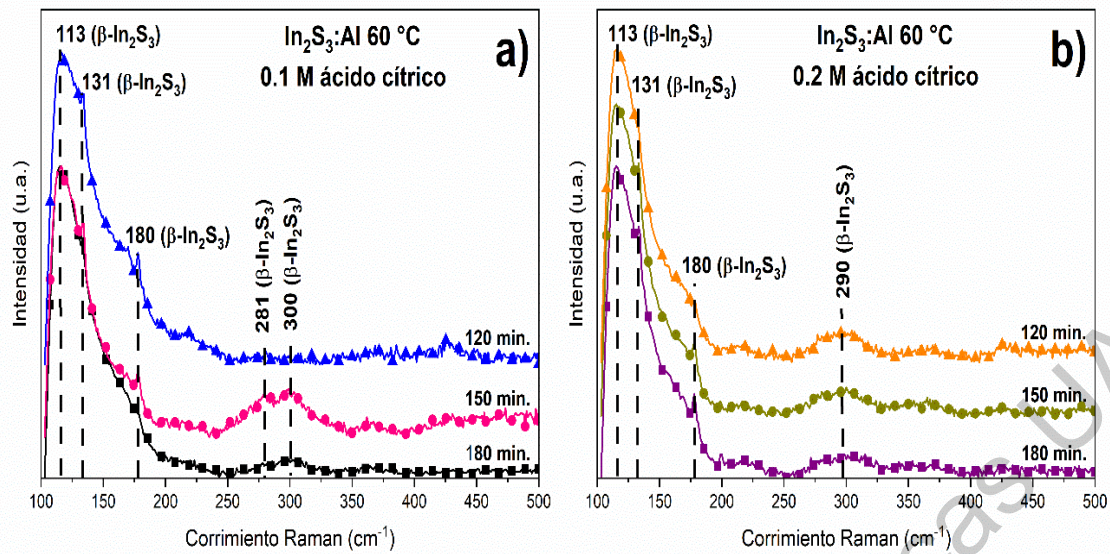 a)
In₂S₃:Al 60 °C
0.1 M ácido cítrico
113 (β-In₂S₃)
131 (β-In₂S₃)
180 (β-In₂S₃)
281 (β-In₂S₃)
300 (β-In₂S₃)
120 min.
150 min.
180 min.
Intensidad (u.a.)
100 150 200 250 300 350 400 450 500
Corrimiento Raman (cm⁻¹)
b)
In₂S₃:Al 60 °C
0.2 M ácido cítrico
113 (β-In₂S₃)
131 (β-In₂S₃)
180 (β-In₂S₃)
290 (β-In₂S₃)
120 min.
150 min.
180 min.
Intensidad (u.a.)
100 150 200 250 300 350 400 450 500
Corrimiento Raman (cm⁻¹)